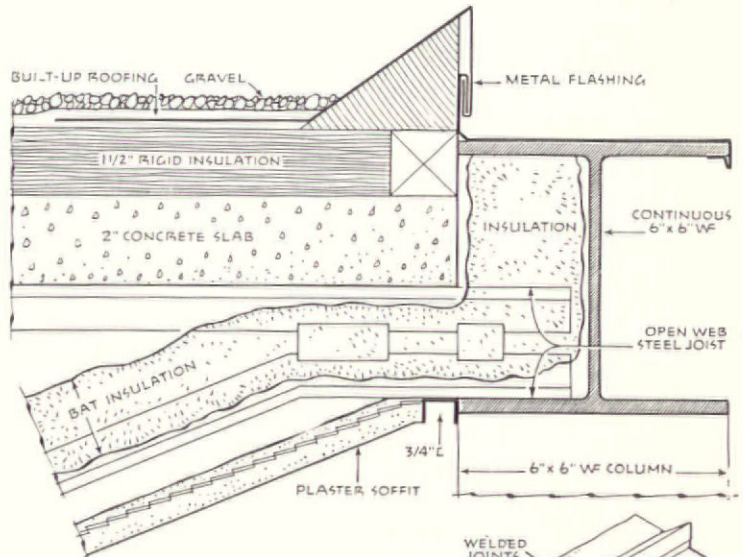 BUILT-UP ROOFING
GRAVEL
METAL FLASHING
1 1/2" RIGID INSULATION
2" CONCRETE SLAB
INSULATION
CONTINUOUS
6" x 6" WF
OPEN WEB
STEEL JOIST
BAT INSULATION
3/4" [
PLASTER SOFFIT
6" x 6" WF COLUMN
WELDED
JOINTS